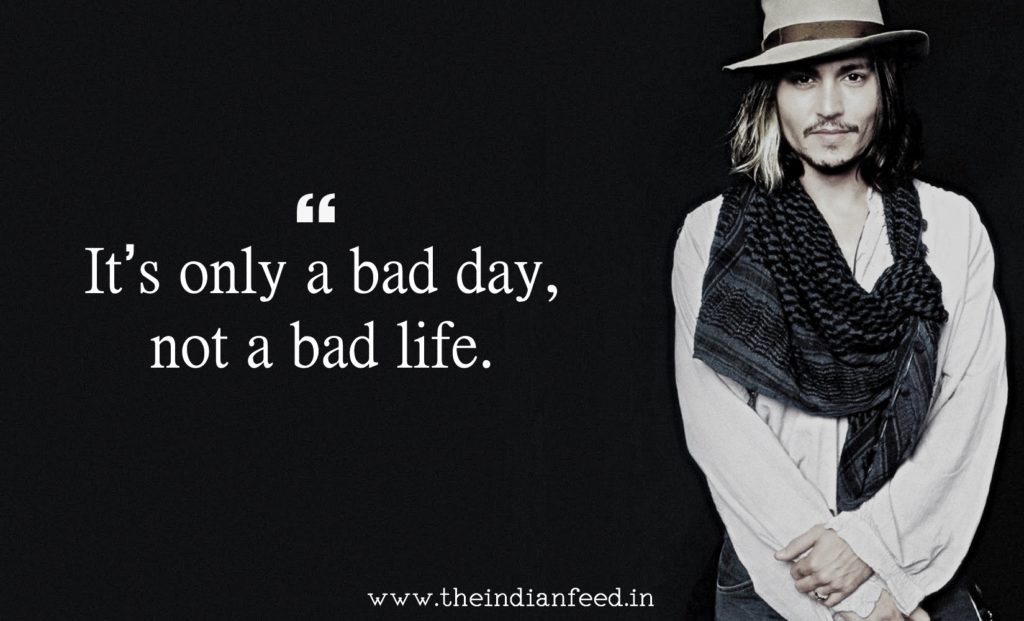 “
It’s only a bad day,
not a bad life.
www.theindianfeed.in